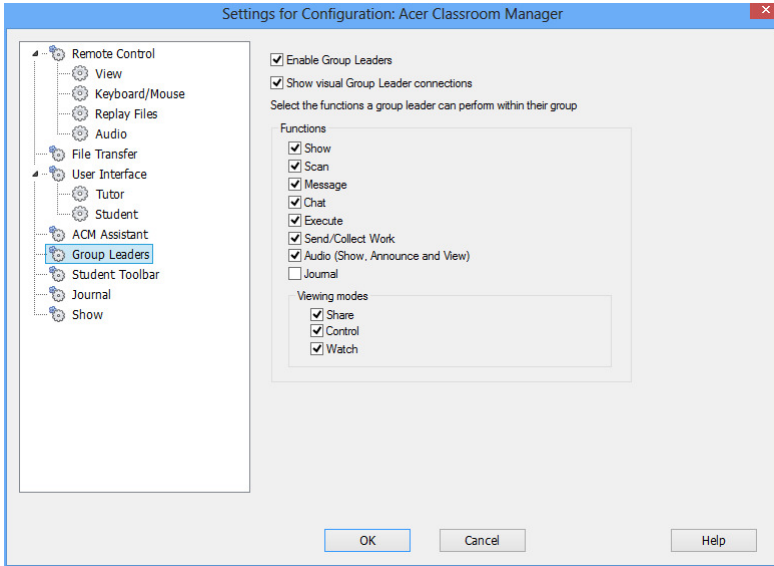 Settings for Configuration: Acer Classroom Manager
Remote Control
View
Keyboard/Mouse
Replay Files
Audio
File Transfer
User Interface
Tutor
Student
ACM Assistant
Group Leaders
Student Toolbar
Journal
Show
Enable Group Leaders
Show visual Group Leader connections
Select the functions a group leader can perform within their group
Functions
Show
Scan
Message
Chat
Execute
Send/Collect Work
Audio (Show, Announce and View)
Journal
Viewing modes
Share
Control
Watch
OK Cancel Help